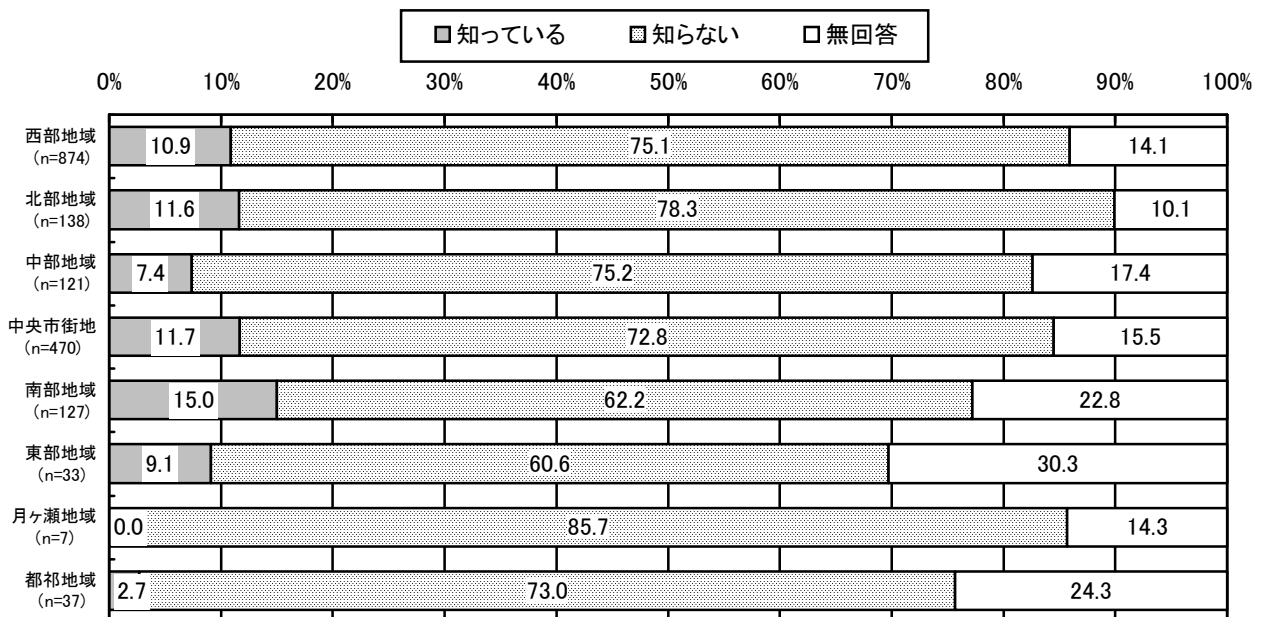 知っている 知らない 無回答
0% 10% 20% 30% 40% 50% 60% 70% 80% 90% 100%
西部地域
(n=874)
10.9 75.1 14.1
北部地域
(n=138)
11.6 78.3 10.1
中部地域
(n=121)
7.4 75.2 17.4
中央市街地
(n=470)
11.7 72.8 15.5
南部地域
(n=127)
15.0 62.2 22.8
東部地域
(n=33)
9.1 60.6 30.3
月ヶ瀬地域
(n=7)
0.0 85.7 14.3
都祁地域
(n=37)
2.7 73.0 24.3